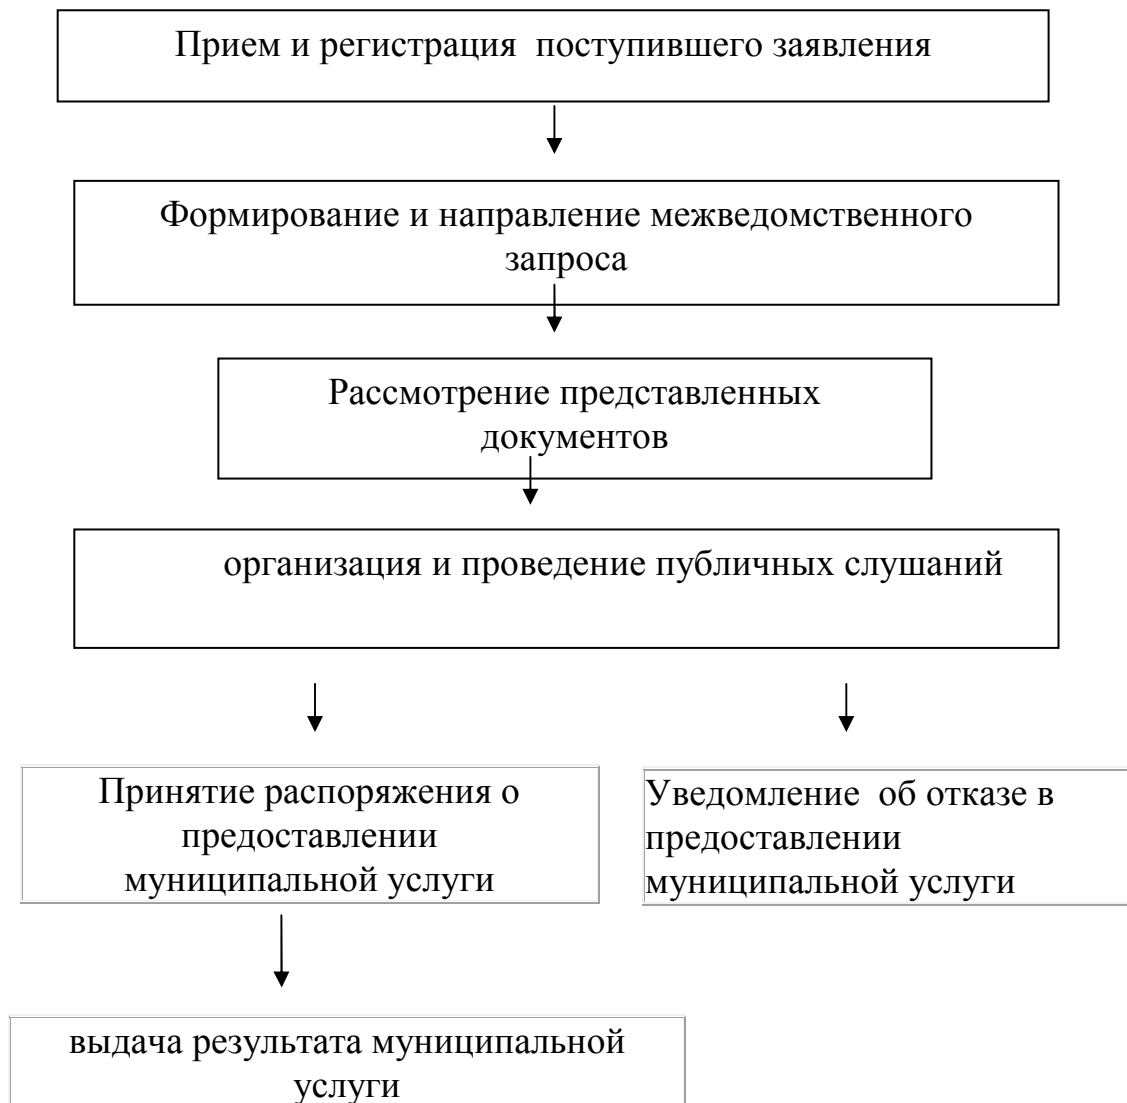 Прием и регистрация  поступившего заявления
Формирование и направление межведомственного
запроса
Рассмотрение представленных
документов
организация и проведение публичных слушаний
Принятие распоряжения о
предоставлении
муниципальной услуги
Уведомление  об отказе в
предоставлении
муниципальной услуги
выдача результата муниципальной
услуги